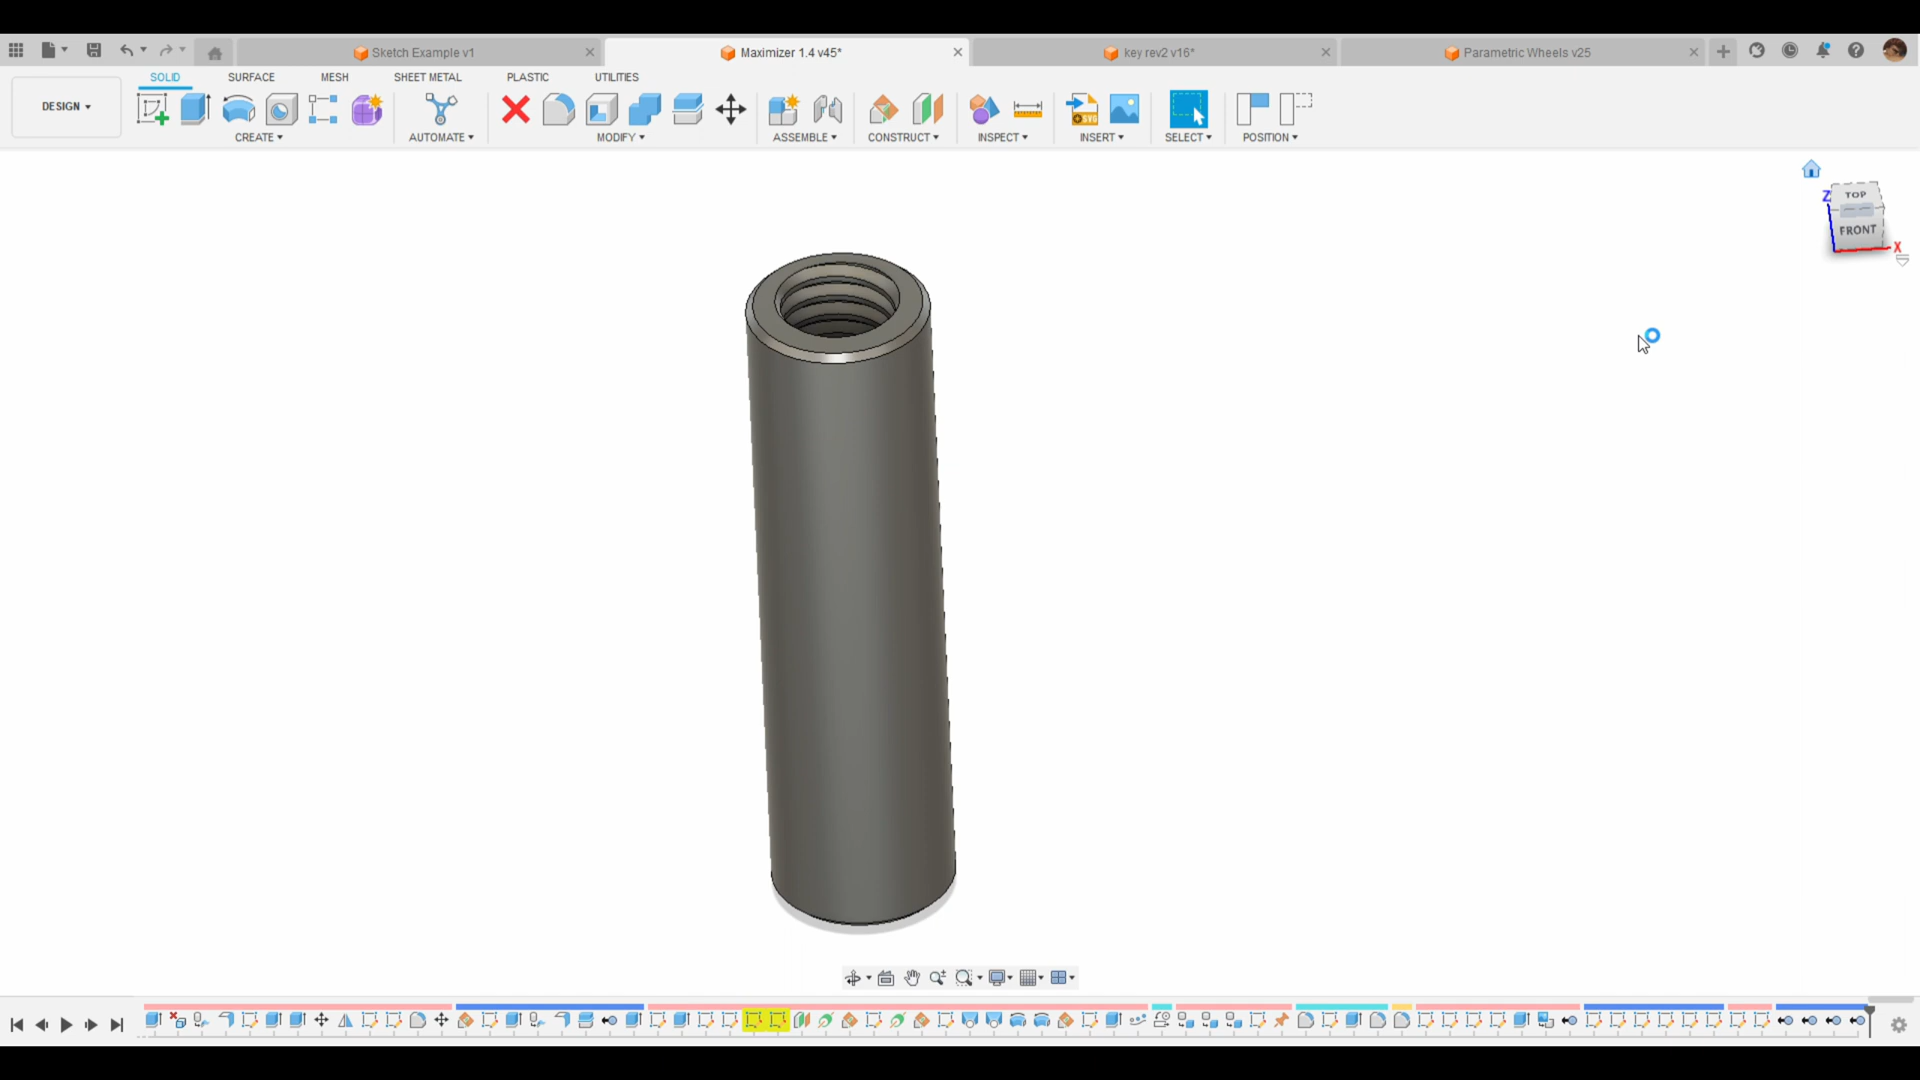 Sketch Example v1
Maximizer 1.4 v45*
key rev2 v16*
Parametric Wheels v25
SOLID SURFACE MESH SHEET METAL PLASTIC UTILITIES
DESIGN
CREATE AUTOMATE MODIFY ASSEMBLE CONSTRUCT INSPECT INSERT SELECT POSITION
SVG
TOP
Z
FRONT
X